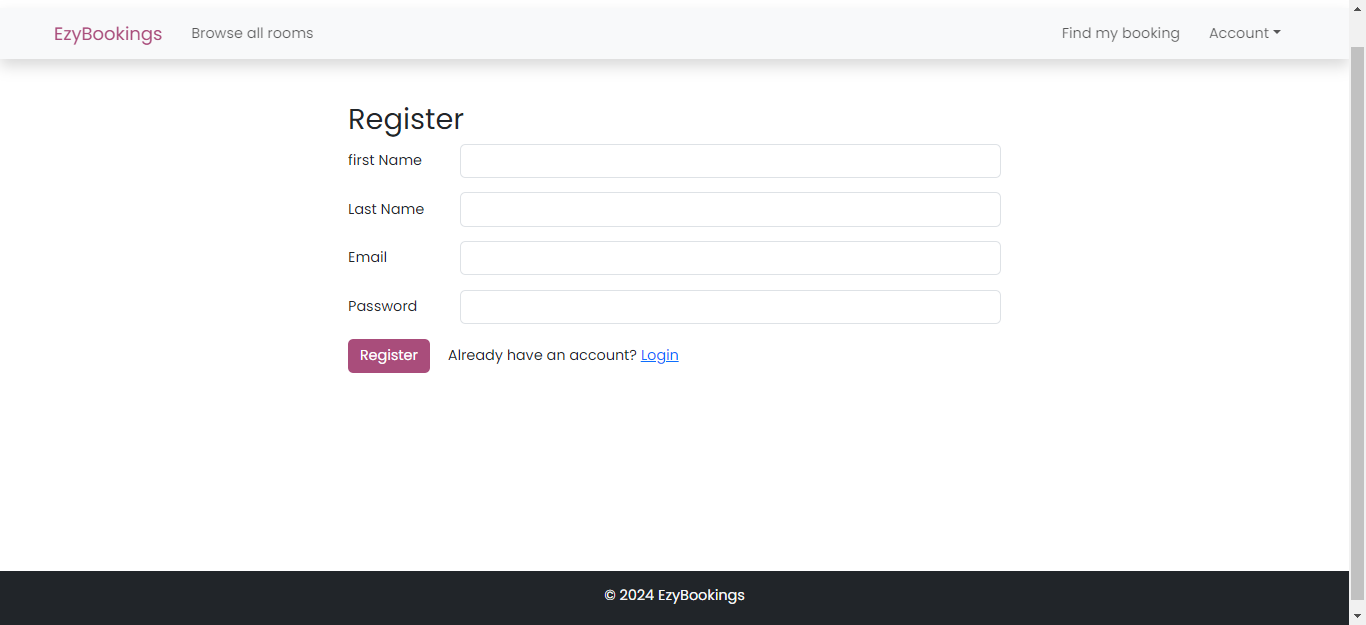 EzyBookings Browse all rooms Find my booking Account
Register
first Name
Last Name
Email
Password
Register Already have an account? Login
© 2024 EzyBookings